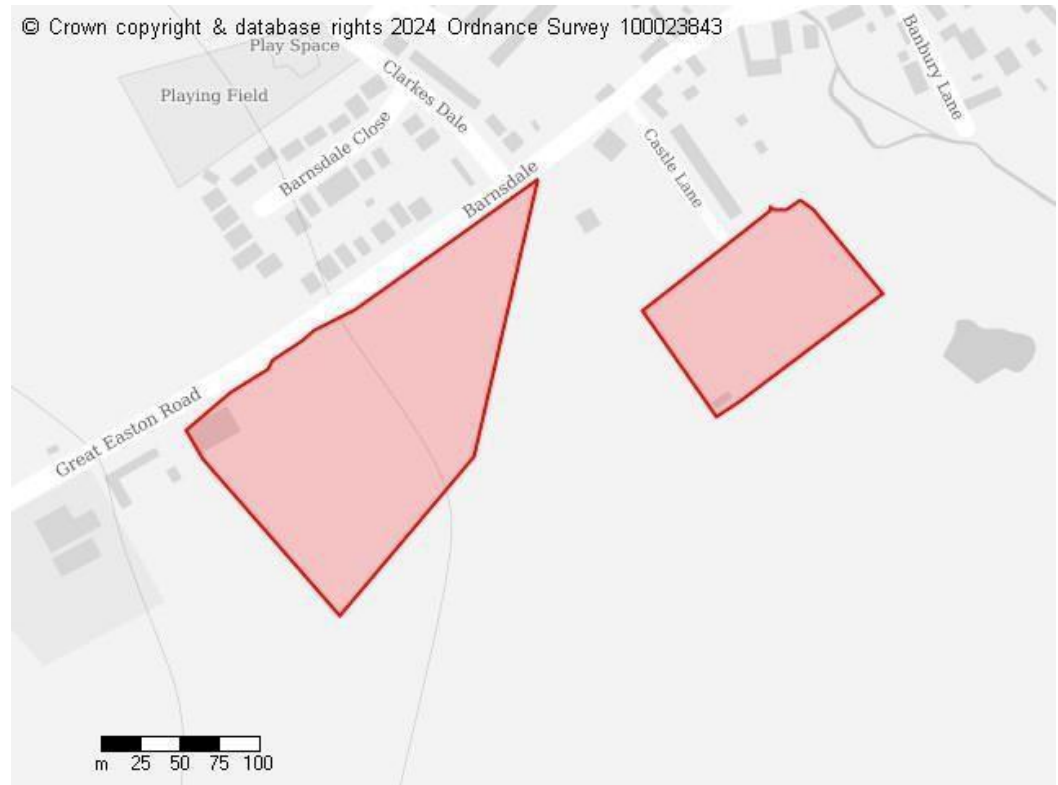 © Crown copyright & database rights 2024 Ordnance Survey 100023843
Play Space
Playing Field
Clarkes Dale
Banbury Lane
Barnsdale Close
Barnsdale
Castle Lane
Great Easton Road
m 25 50 75 100